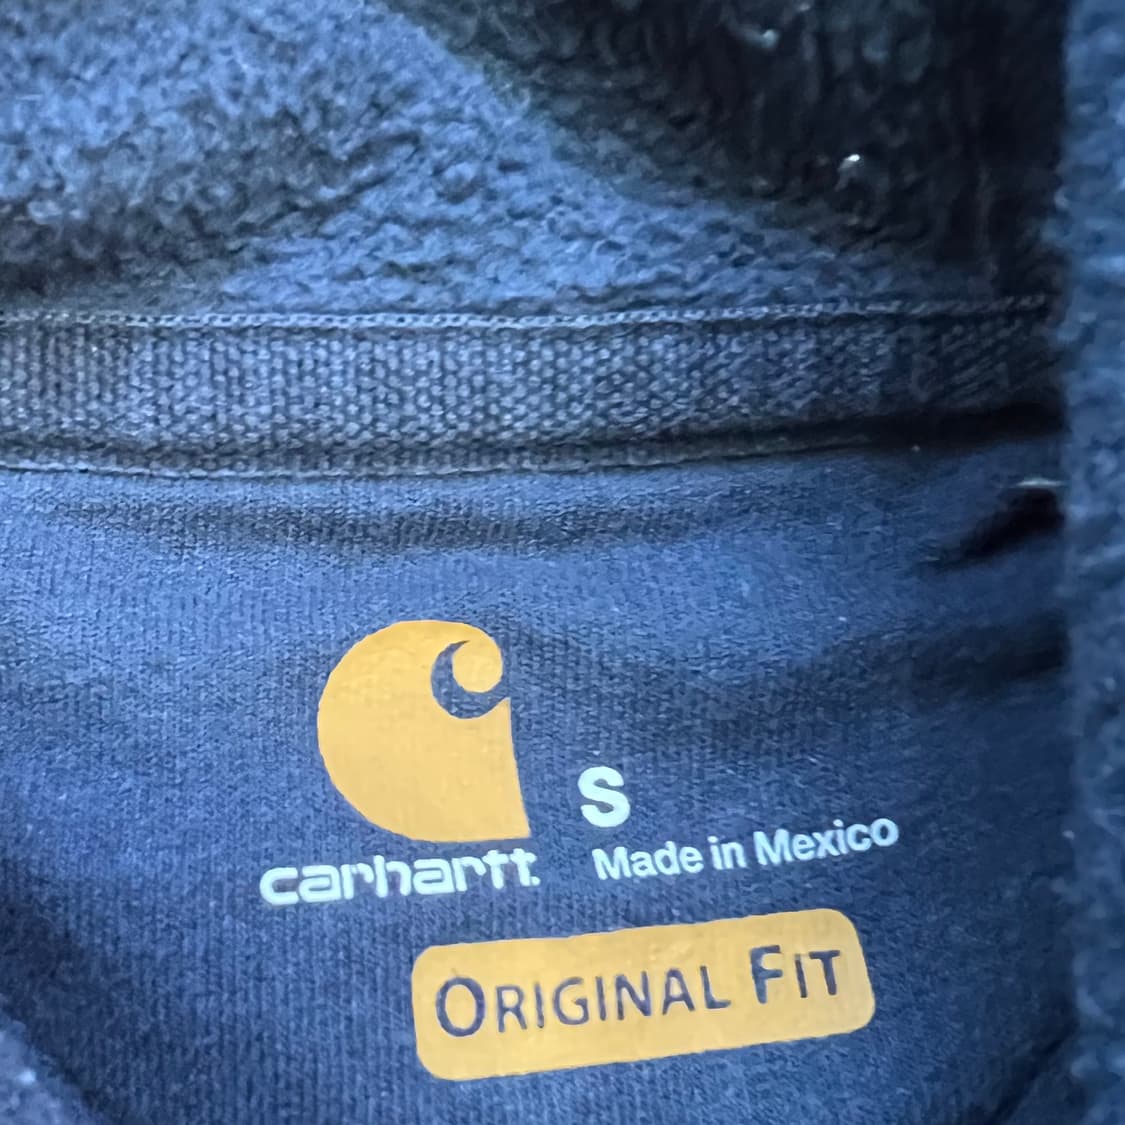 S
carhartt.
Made in Mexico
ORIGINAL FIT